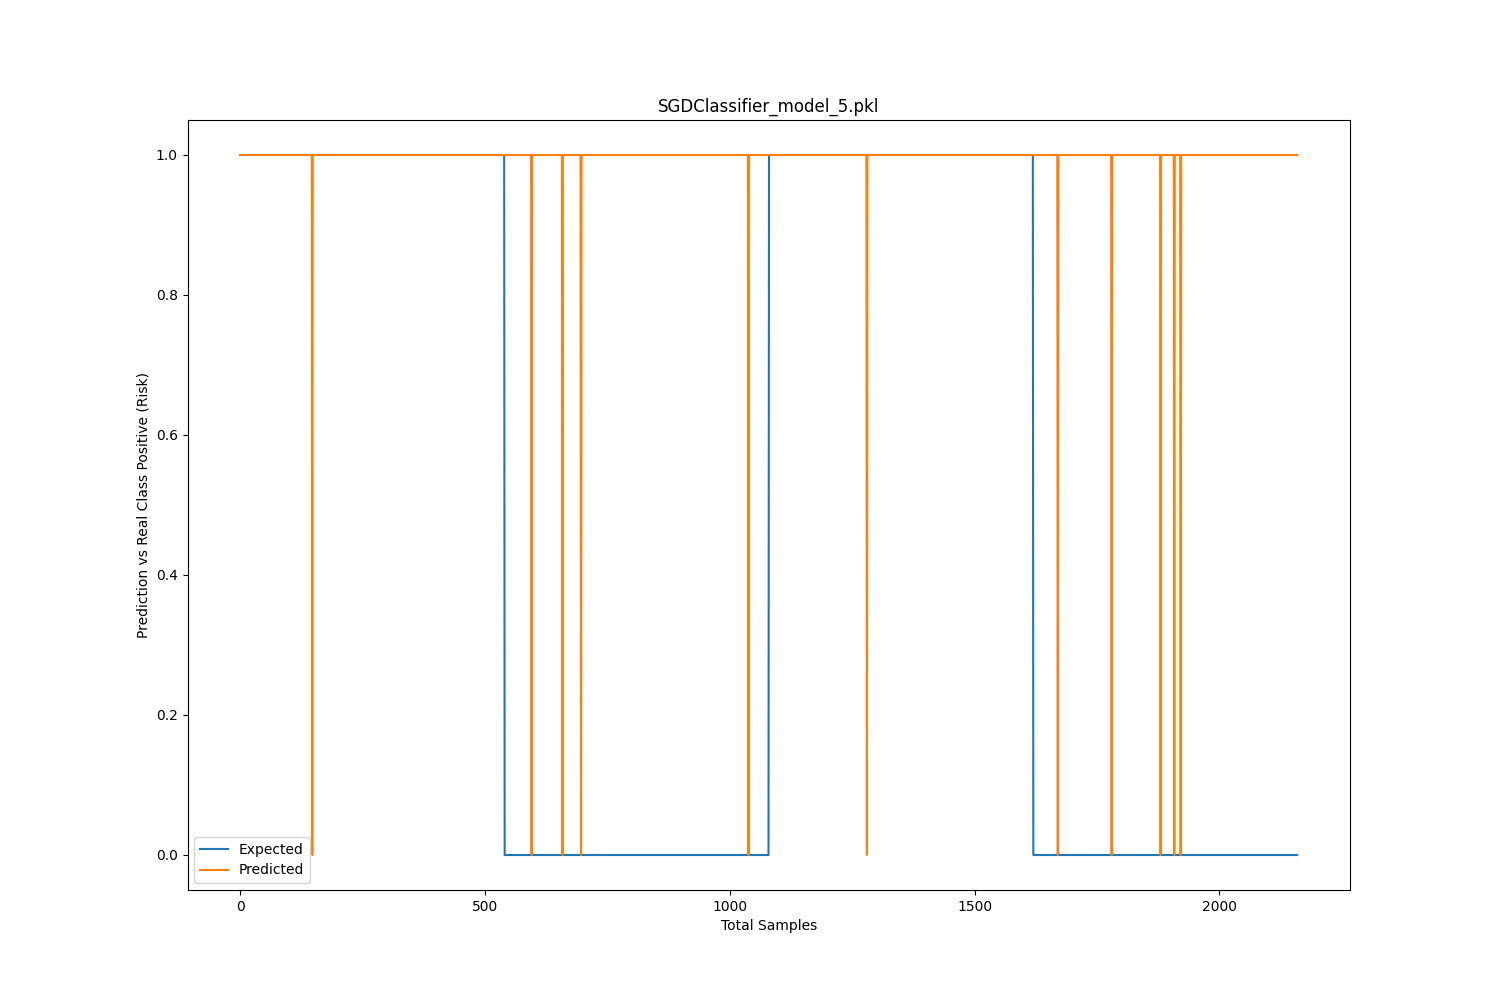 SGDClassifier_model_5.pkl
Prediction vs Real Class Positive (Risk)
1.0
0.8
0.6
0.4
0.2
0.0
Expected
Predicted
0
500
1000
1500
2000
Total Samples